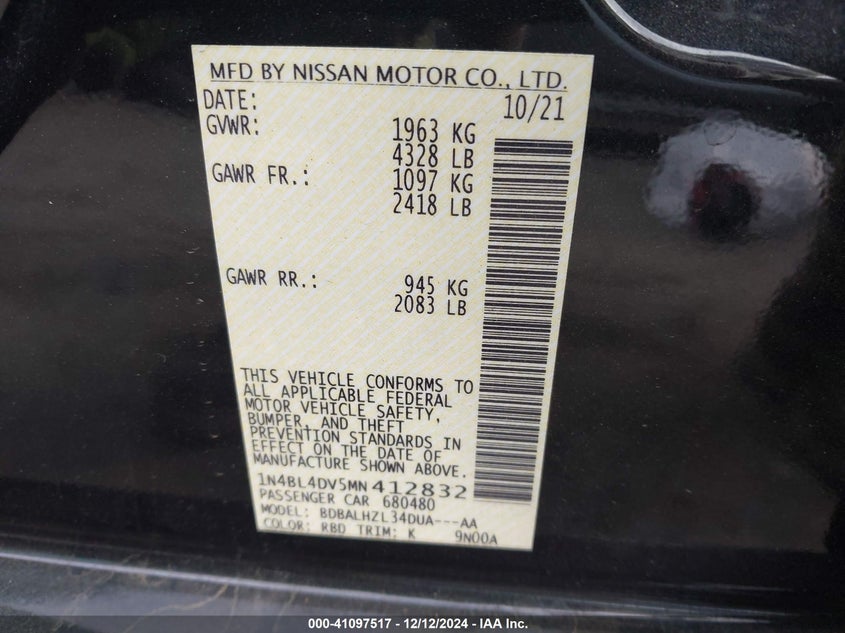 MFD BY NISSAN MOTOR CO., LTD.
DATE: 10/21
GVWR: 1963 KG
4328 LB
GAWR FR.: 1097 KG
2418 LB
GAWR RR.: 945 KG
2083 LB
THIS VEHICLE CONFORMS TO
ALL APPLICABLE FEDERAL
MOTOR VEHICLE SAFETY,
BUMPER, AND THEFT
PREVENTION STANDARDS IN
EFFECT ON THE DATE OF
MANUFACTURE SHOWN ABOVE.
1N4BL4DV5MN412832
PASSENGER CAR 680480
MODEL: BDBALHZL34DUA---AA
COLOR: RBD TRIM: K 9N00A
000-41097517 - 12/12/2024 - IAA Inc.